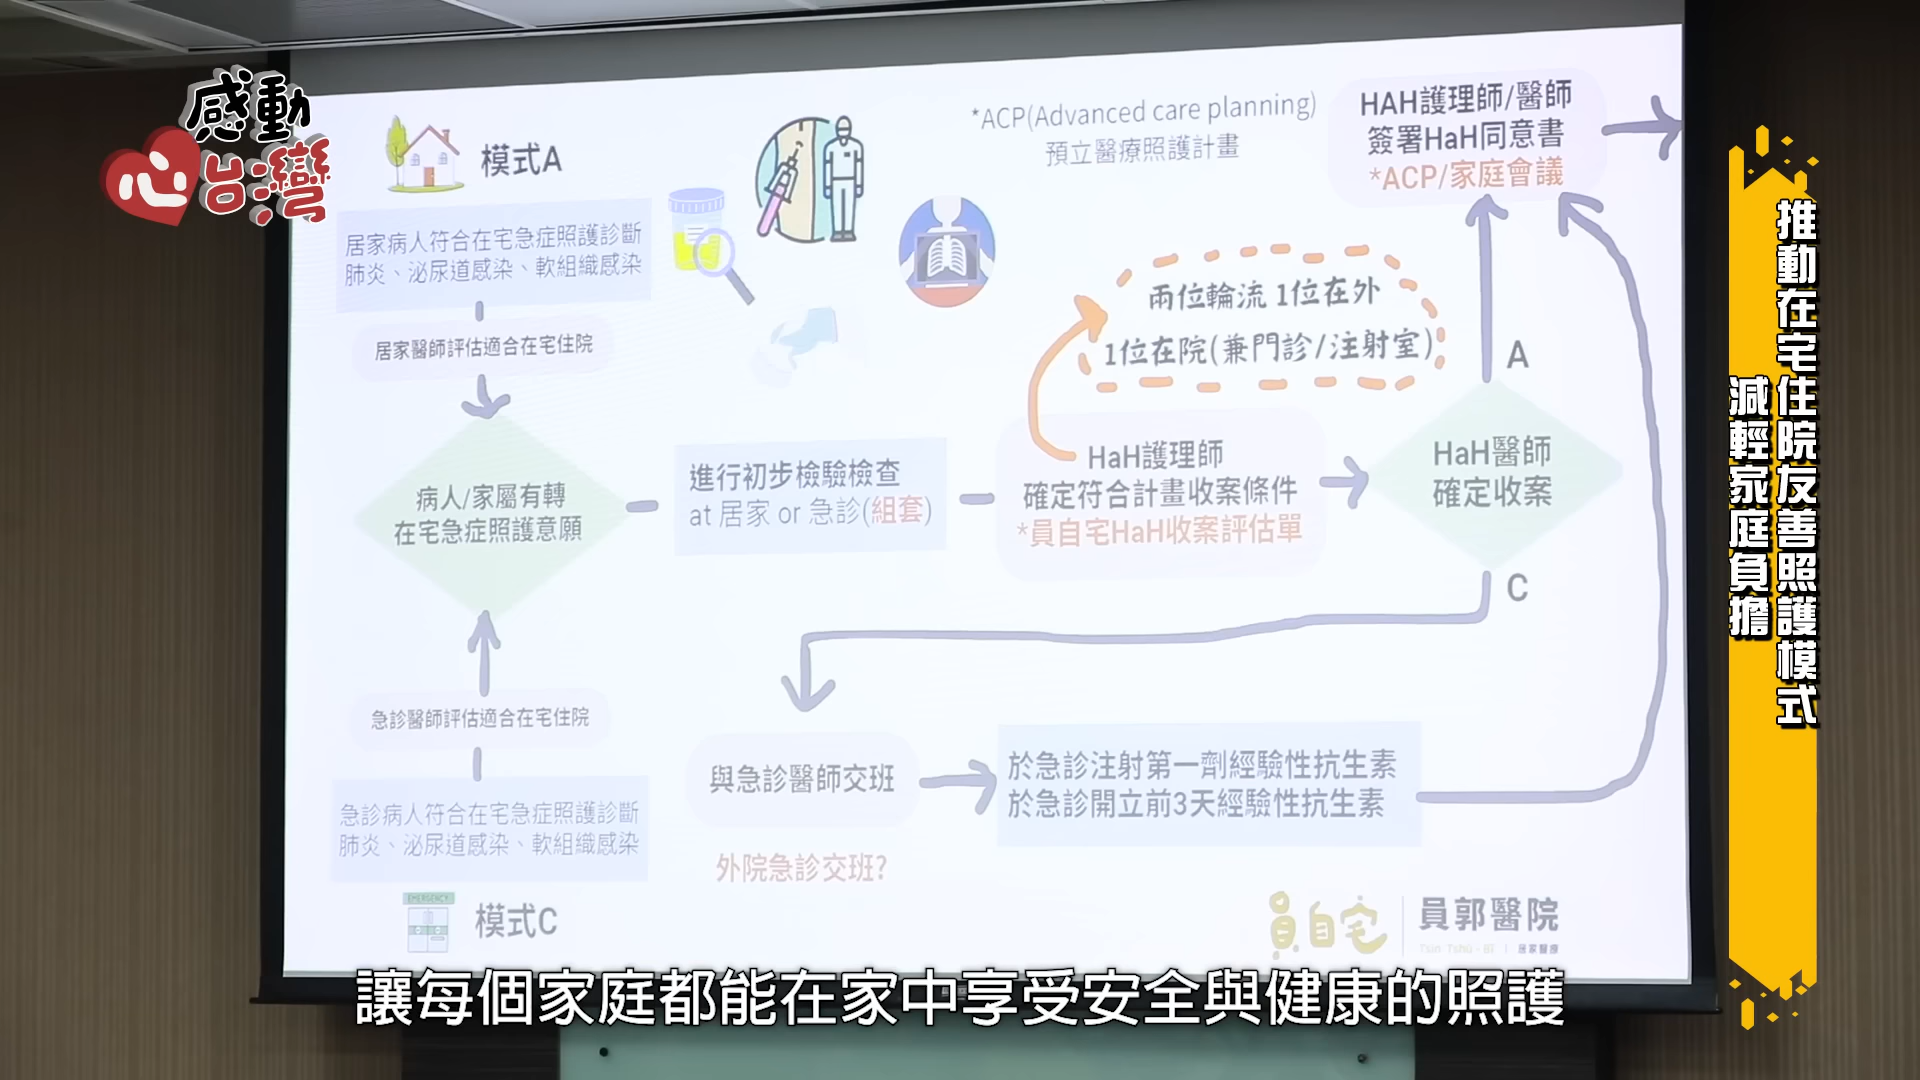 感動
心台灣
模式A
居家病人符合在宅急症照護診斷
肺炎、泌尿道感染、軟組織感染
居家醫師評估適合在宅住院
病人/家屬有轉
在宅急症照護意願
急診醫師評估適合在宅住院
急診病人符合在宅急症照護診斷
肺炎、泌尿道感染、軟組織感染
EMERGENCY
模式C
進行初步檢驗檢查
at 居家 or 急診(組套)
*ACP(Advanced care planning)
預立醫療照護計畫
兩位輪流 1位在外
1位在院(兼門診/注射室)
HaH護理師
確定符合計畫收案條件
*員自宅HaH收案評估單
HaH醫師
確定收案
A
C
HAH護理師/醫師
簽署HaH同意書
*ACP/家庭會議
與急診醫師交班
外院急診交班?
於急診注射第一劑經驗性抗生素
於急診開立前3天經驗性抗生素
員自宅
員郭醫院
居家醫療
推動在宅住院友善照護模式
減輕家庭負擔
讓每個家庭都能在家中享受安全與健康的照護